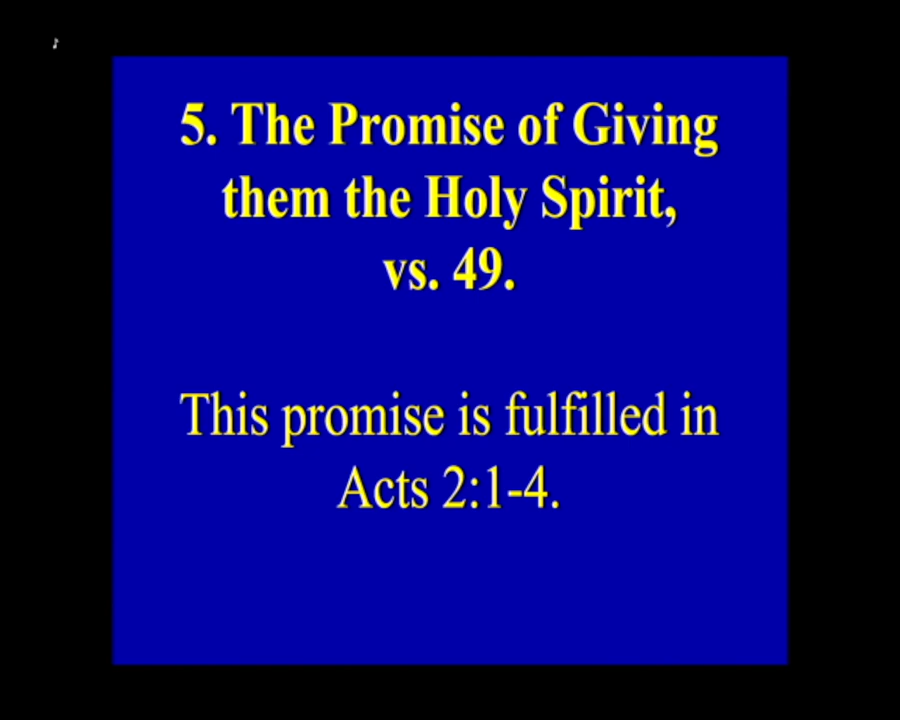 5. The Promise of Giving
them the Holy Spirit,
vs. 49.
This promise is fulfilled in
Acts 2:1-4.